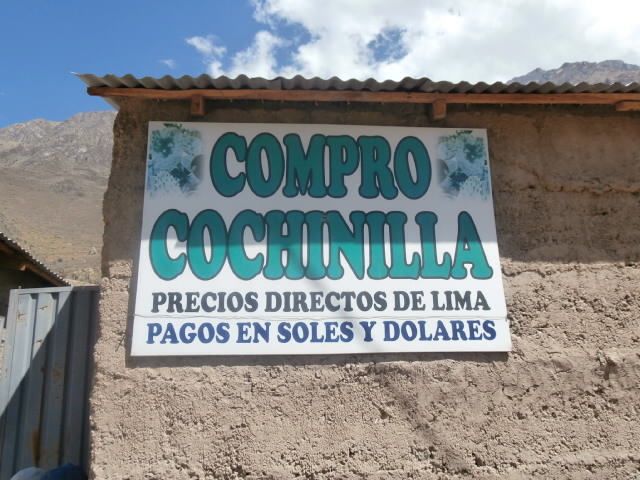 COMPRO
COCHINILLA
PRECIOS DIRECTOS DE LIMA
PAGOS EN SOLES Y DOLARES